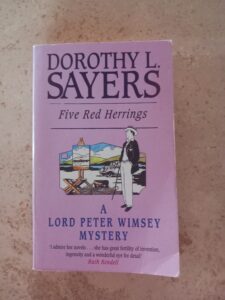 DOROTHY L.
SAYERS
Five Red Herrings
A
LORD PETER WIMSEY
MYSTERY
'I admire her novels . . . she has great fertility of invention,
ingenuity and a wonderful eye for detail'
Ruth Rendell